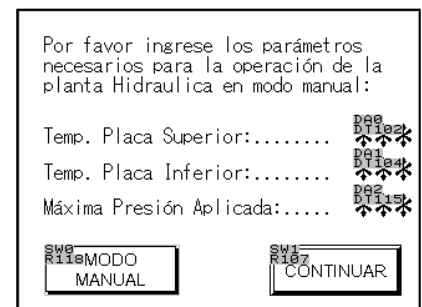 Por favor ingrese los parámetros
necesarios para la operación de la
planta Hidraulica en modo manual:
DA0
Temp. Placa Superior:........ DT102
DA1
Temp. Placa Inferior:........ DT104
DA2
Máxima Presión Aplicada:..... DT115
SW0
R118 MODO
MANUAL
SW1
R107
CONTINUAR